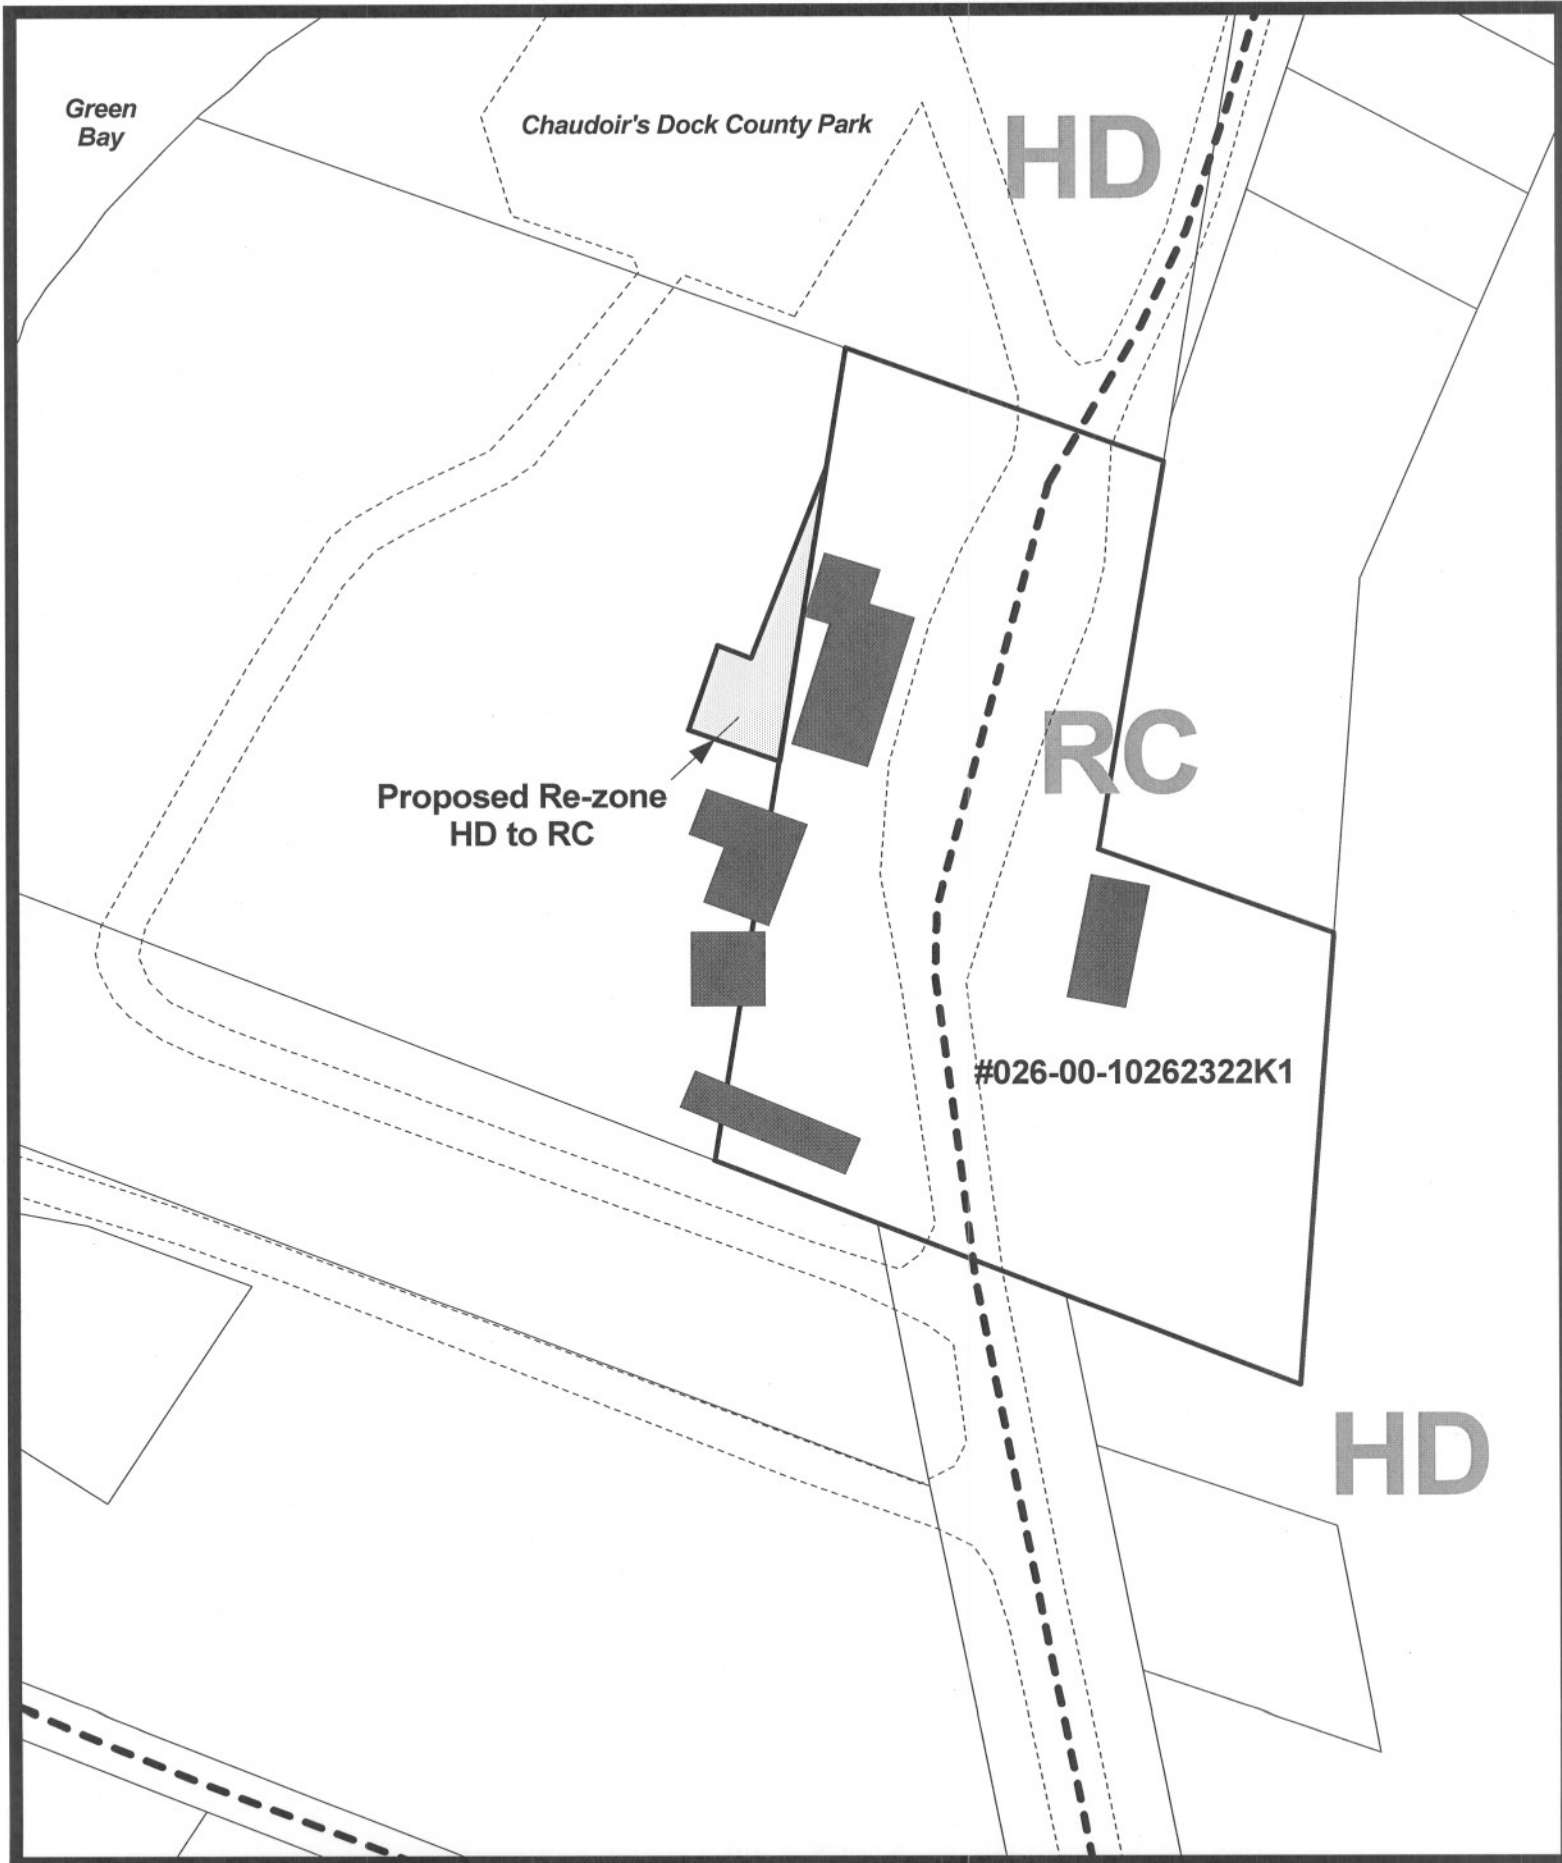 Green
Bay
Chaudoir's Dock County Park
HD
RC
Proposed Re-zone
HD to RC
#026-00-10262322K1
HD